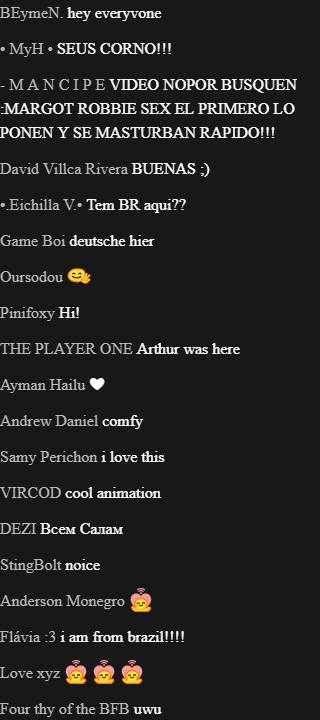 BEymeN. hey everyvone
• MyH • SEUS CORNO!!!
- M A N C I P E VIDEO NOPOR BUSQUEN
:MARGOT ROBBIE SEX EL PRIMERO LO
PONEN Y SE MASTURBAN RAPIDO!!!
David Villca Rivera BUENAS ;)
•.Eichilla V.• Tem BR aqui??
Game Boi deutsche hier
Oursodou
Pinifoxy Hi!
THE PLAYER ONE Arthur was here
Ayman Hailu 🤍
Andrew Daniel comfy
Samy Perichon i love this
VIRCOD cool animation
DEZI Всем Салам
StingBolt noice
Anderson Monegro
Flávia :3 i am from brazil!!!!
Love xyz
Four thy of the BFB uwu